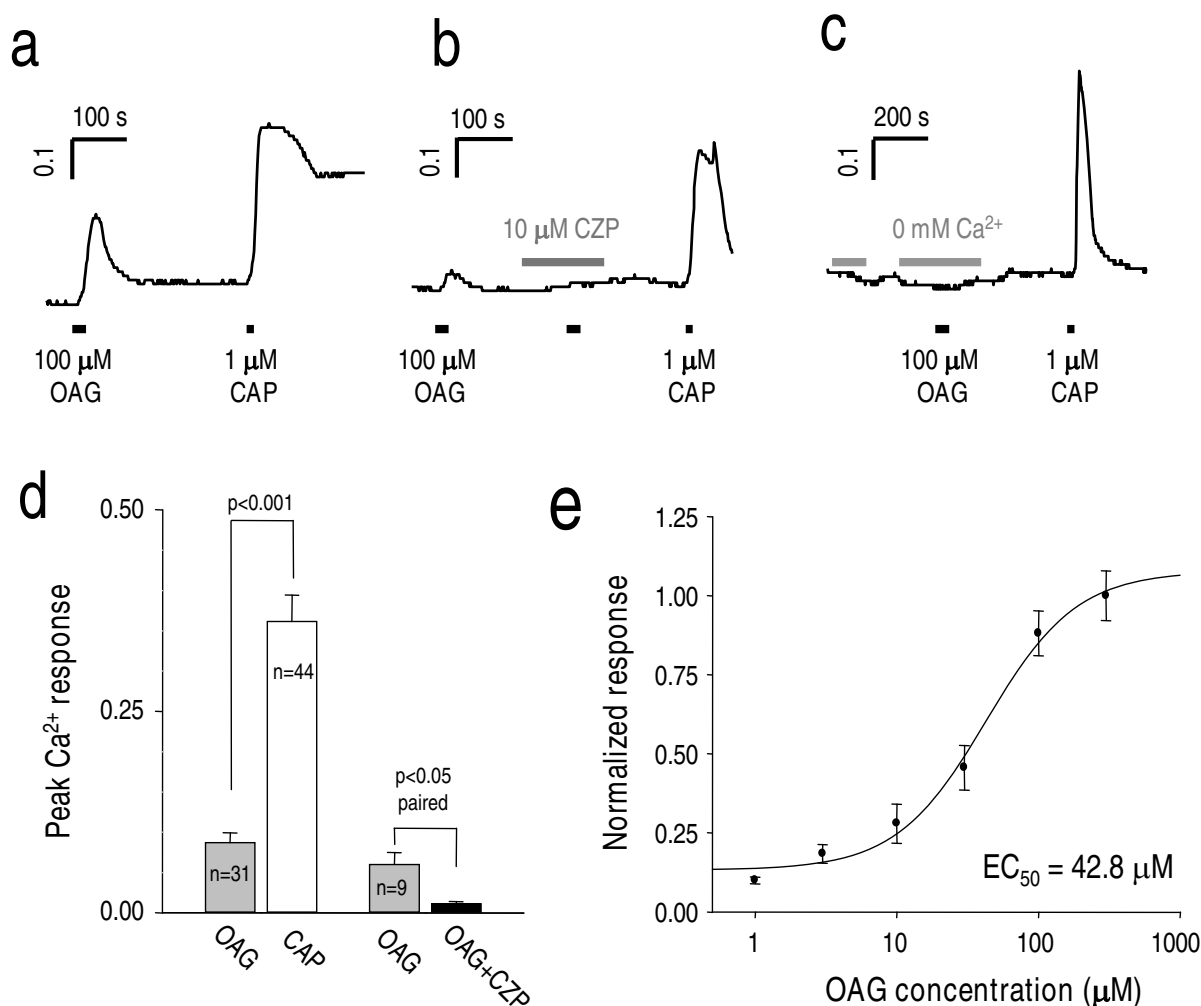 a
100 s
0.1
100 μM
OAG
1 μM
CAP
b
100 s
0.1
10 μM CZP
100 μM
OAG
1 μM
CAP
c
200 s
0.1
0 mM Ca²⁺
100 μM
OAG
1 μM
CAP
d
Peak Ca²⁺ response
0.50
0.25
0.00
p<0.001
n=31
n=44
p<0.05
paired
n=9
OAG
CAP
OAG
OAG+CZP
e
Normalized response
1.25
1.00
0.75
0.50
0.25
0.00
EC₅₀ = 42.8 μM
1
10
100
1000
OAG concentration (μM)